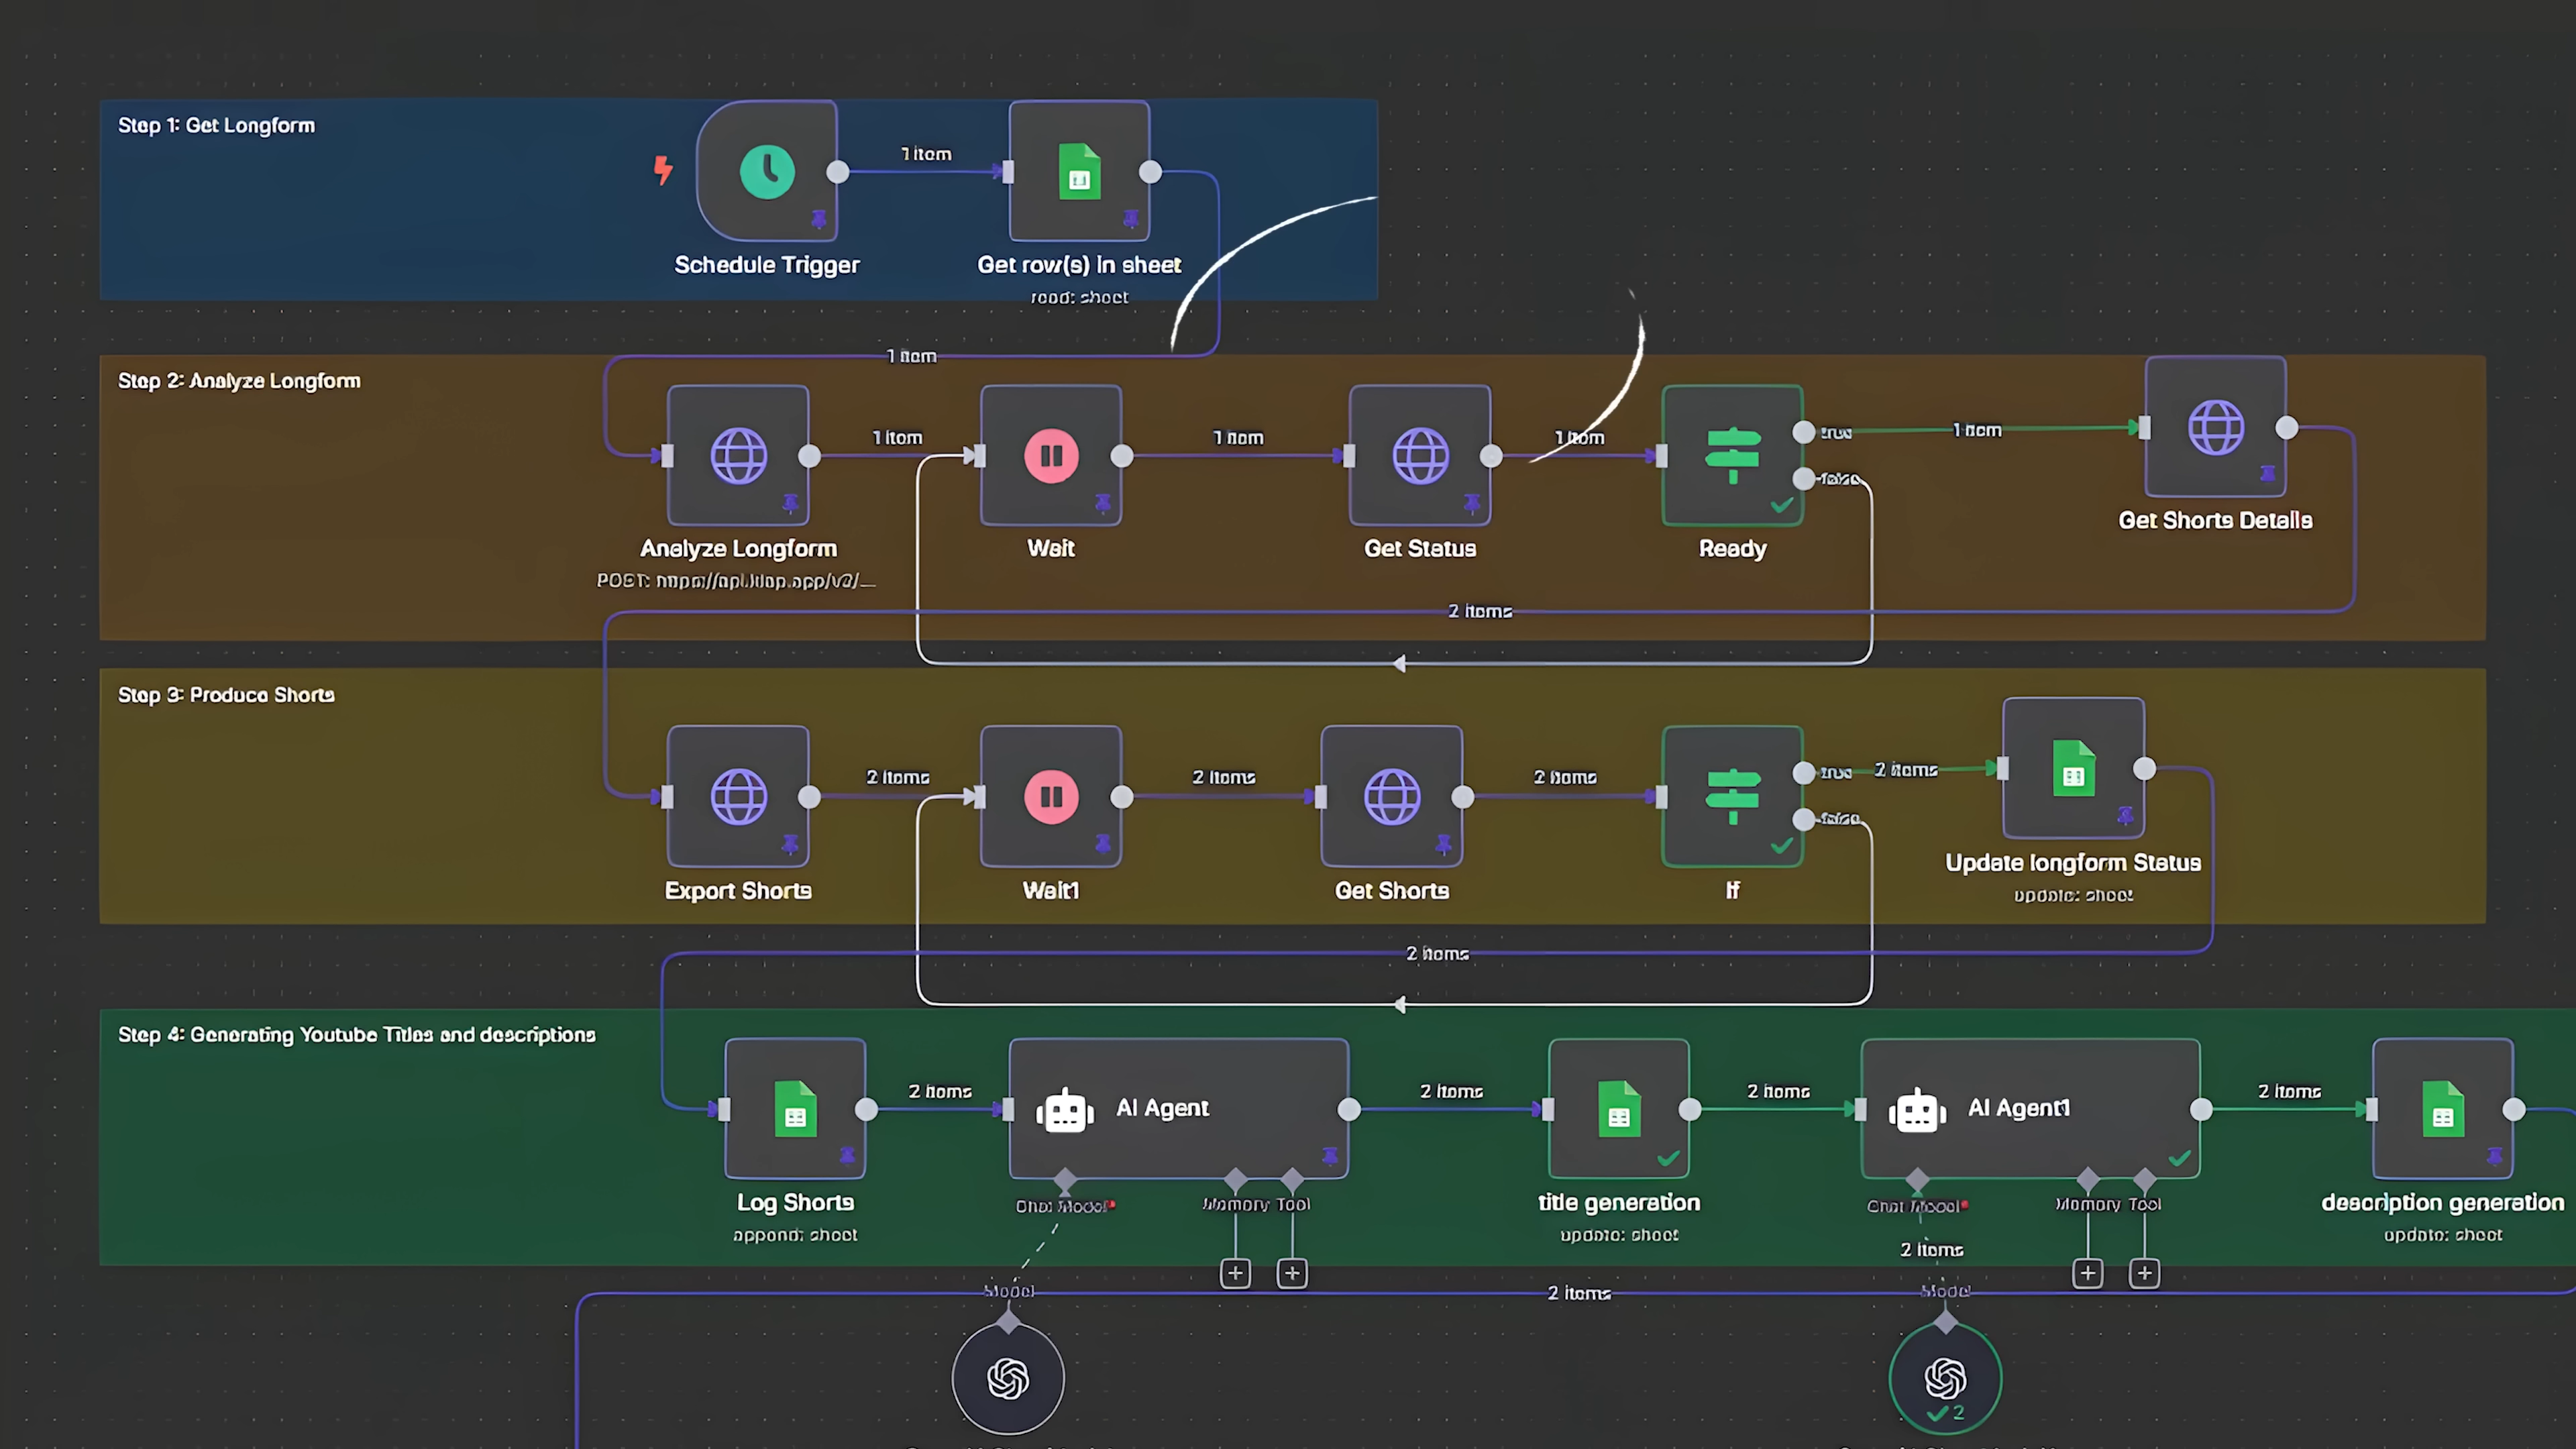 Step 1: Get Longform
1 item
Schedule Trigger
Get row(s) in sheet
read: sheet
1 item
Step 2: Analyze Longform
1 item
1 item
1 item
true
1 item
false
Analyze Longform
Wait
Get Status
Ready
Get Shorts Details
2 items
Step 3: Produce Shorts
2 items
2 items
2 items
true
2 items
false
Export Shorts
Wait1
Get Shorts
If
Update longform Status
update: sheet
2 items
Step 4: Generating Youtube Titles and descriptions
2 items
AI Agent
2 items
2 items
AI Agent1
2 items
Log Shorts
append: sheet
Chat Model*
Memory
Tool
title generation
update: sheet
Chat Model*
Memory
Tool
description generation
update: sheet
2 items
Model
2 items
Model
2